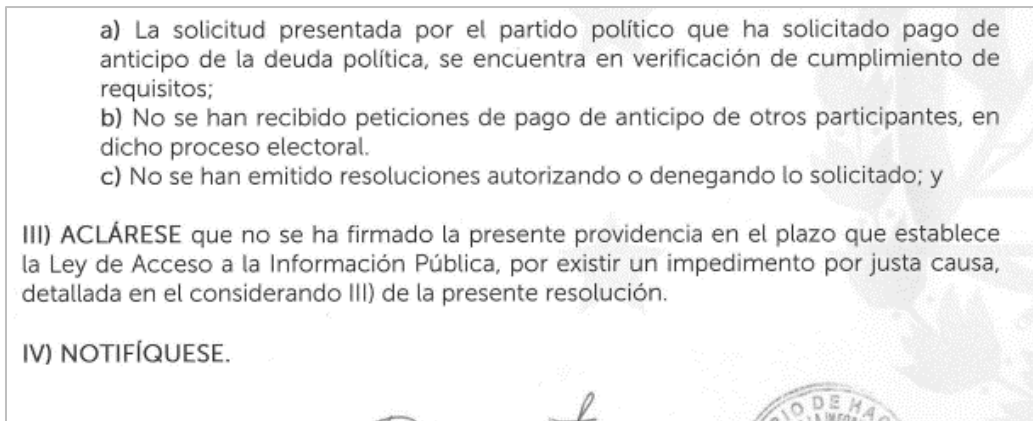 a) La solicitud presentada por el partido político que ha solicitado pago de
anticipo de la deuda política, se encuentra en verificación de cumplimiento de
requisitos;
b) No se han recibido peticiones de pago de anticipo de otros participantes, en
dicho proceso electoral.
c) No se han emitido resoluciones autorizando o denegando lo solicitado; y
III) ACLÁRESE que no se ha firmado la presente providencia en el plazo que establece
la Ley de Acceso a la Información Pública, por existir un impedimento por justa causa,
detallada en el considerando III) de la presente resolución.
IV) NOTIFÍQUESE.
IO DE HA